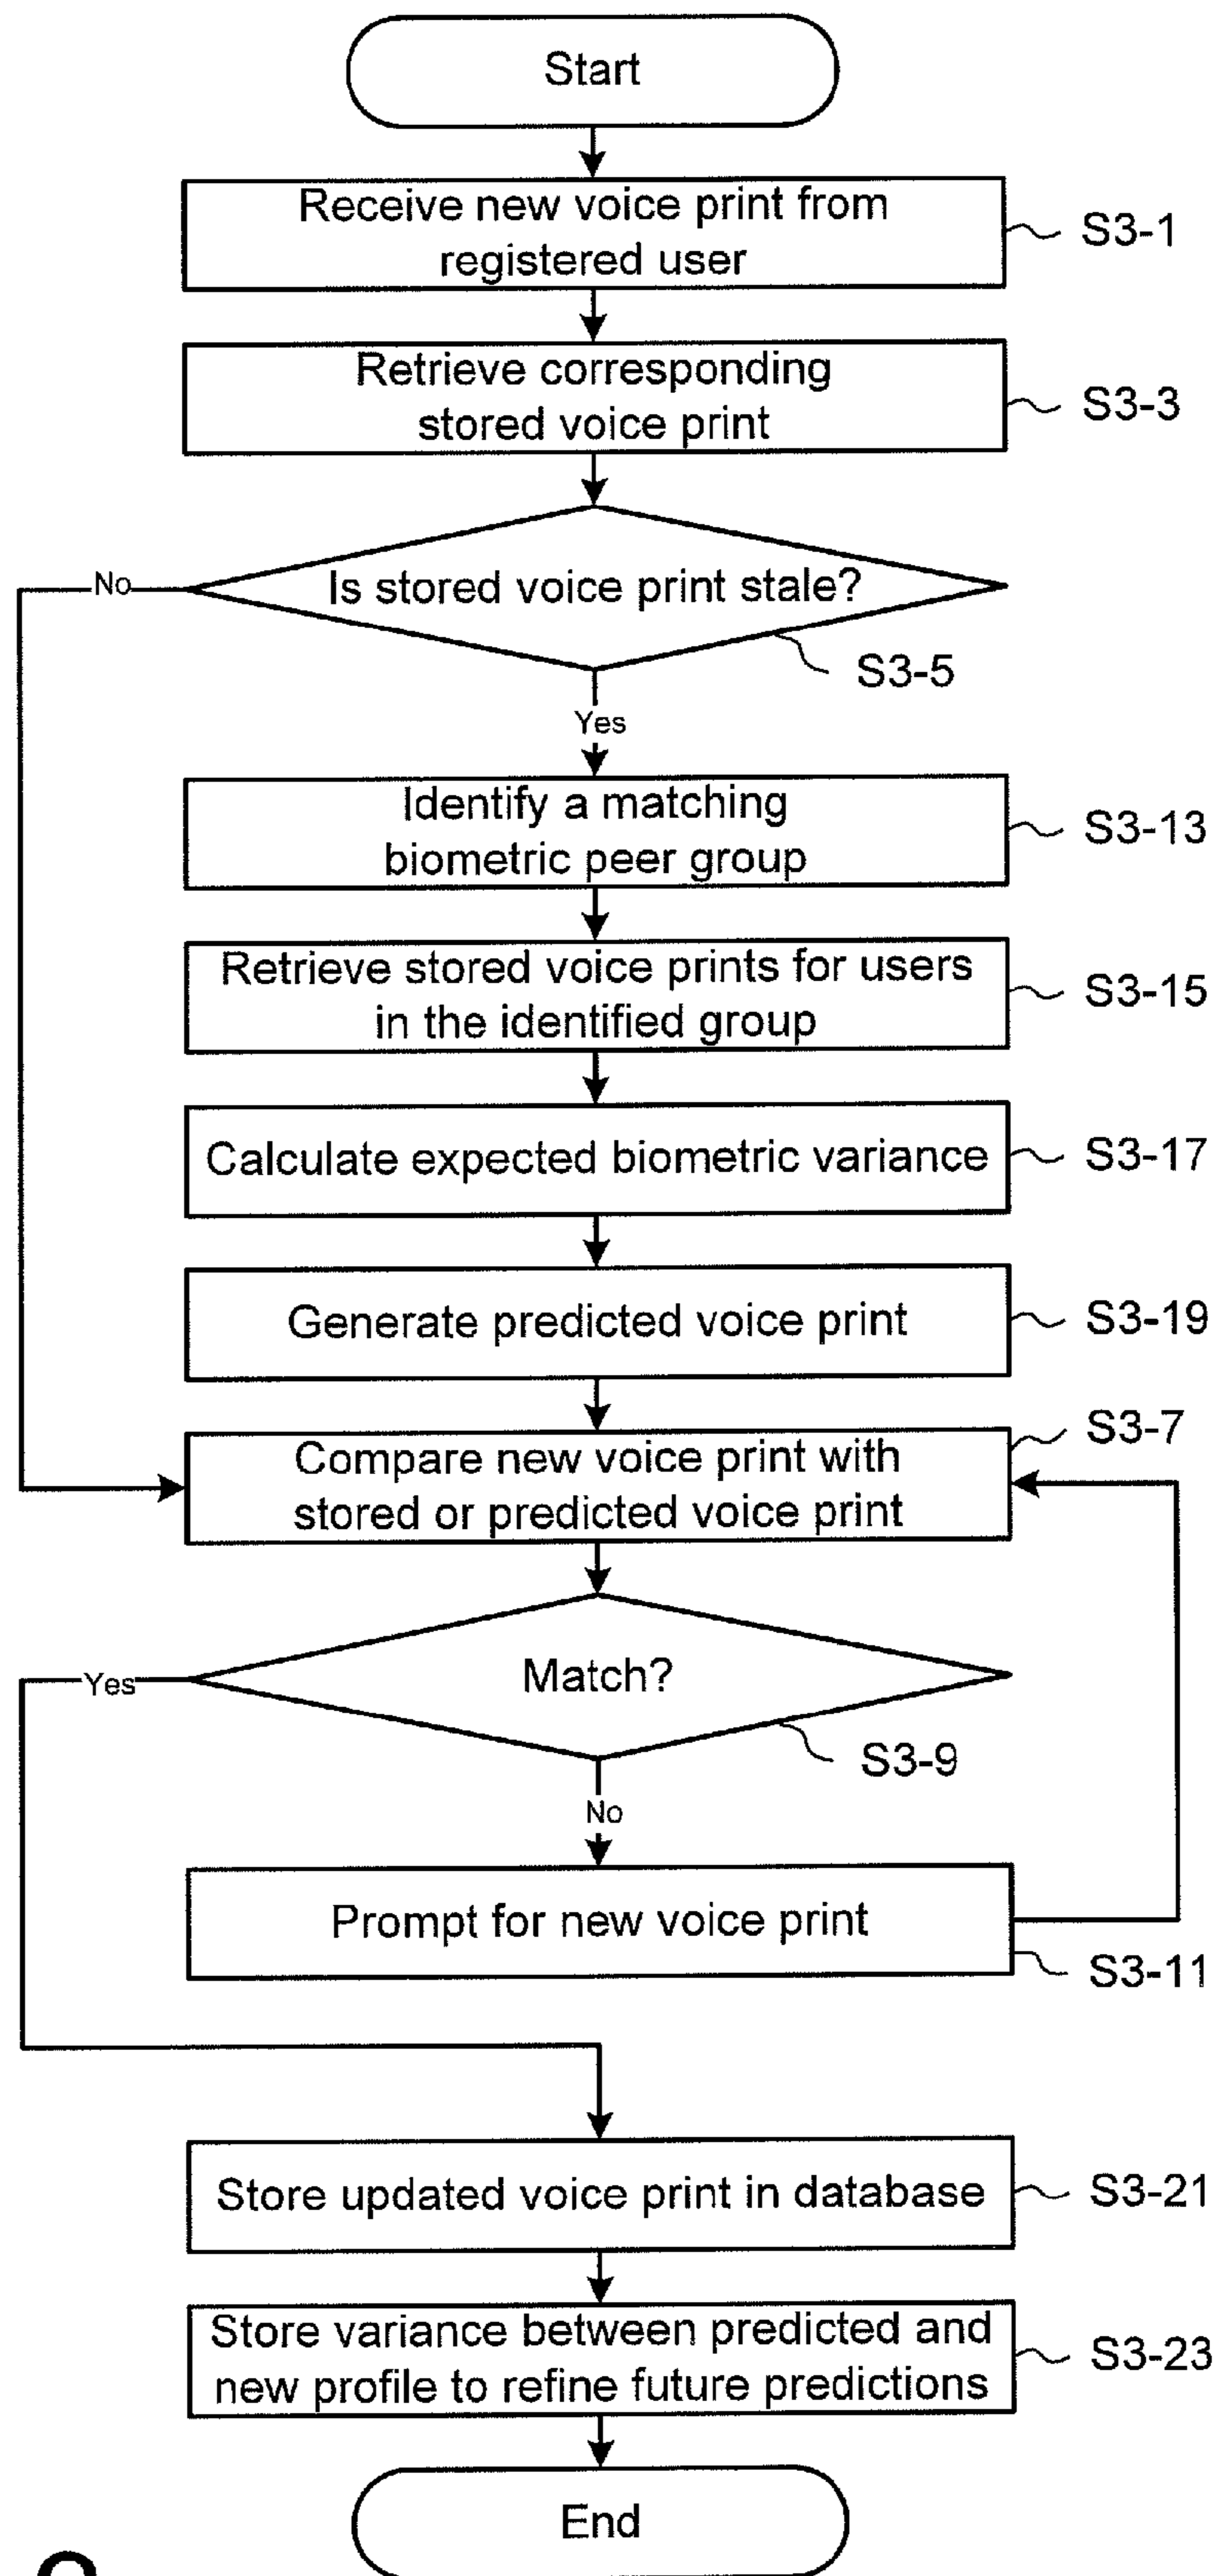 Start
Receive new voice print from
registered user
S3-1
Retrieve corresponding
stored voice print
S3-3
Is stored voice print stale?
No
S3-5
Yes
Identify a matching
biometric peer group
S3-13
Retrieve stored voice prints for users
in the identified group
S3-15
Calculate expected biometric variance
S3-17
Generate predicted voice print
S3-19
Compare new voice print with
stored or predicted voice print
S3-7
Match?
Yes
S3-9
No
Prompt for new voice print
S3-11
Store updated voice print in database
S3-21
Store variance between predicted and
new profile to refine future predictions
S3-23
End